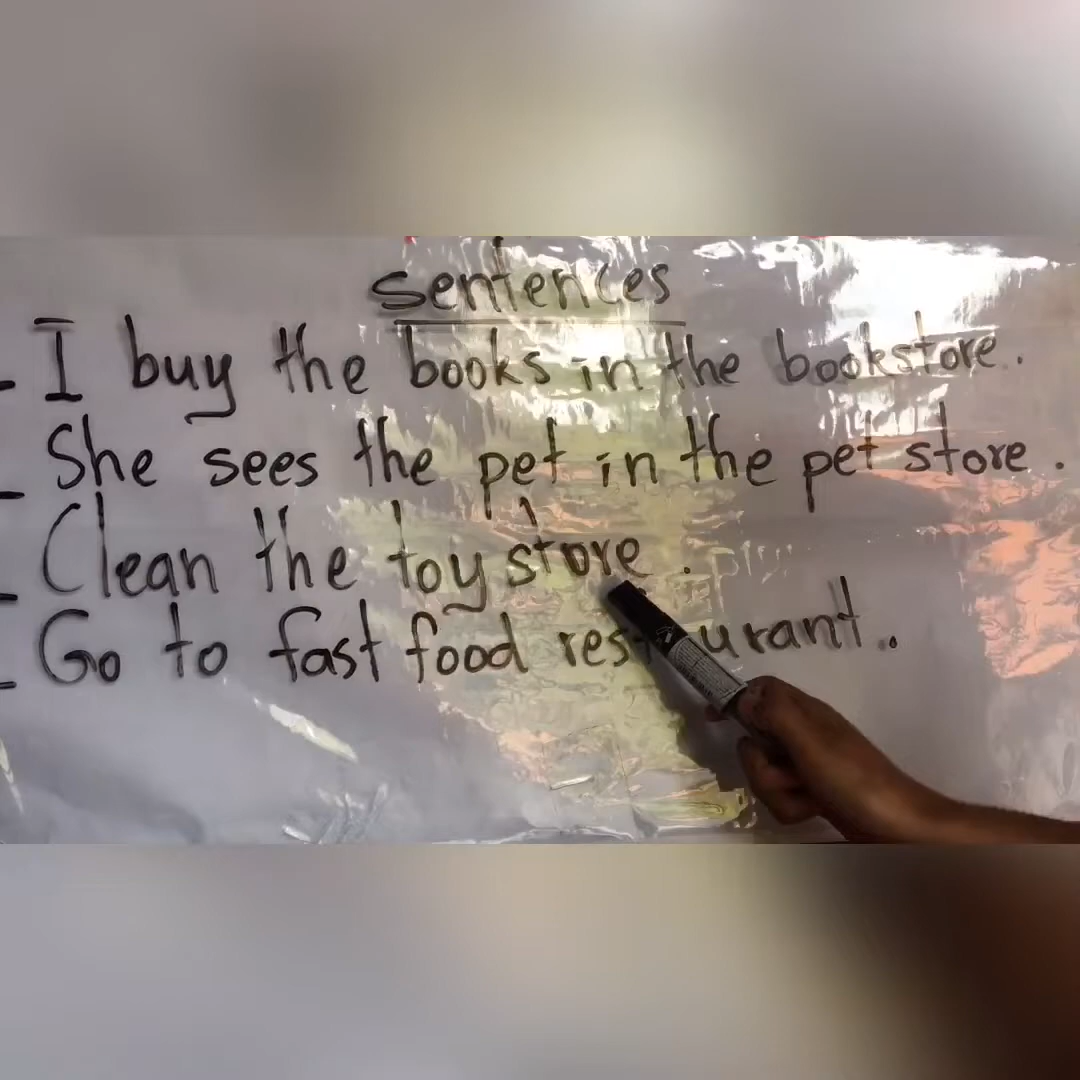 Sentences
- I buy the books in the bookstore.
- She sees the pet in the pet store.
- Clean the toy store.
- Go to fast food restaurant..